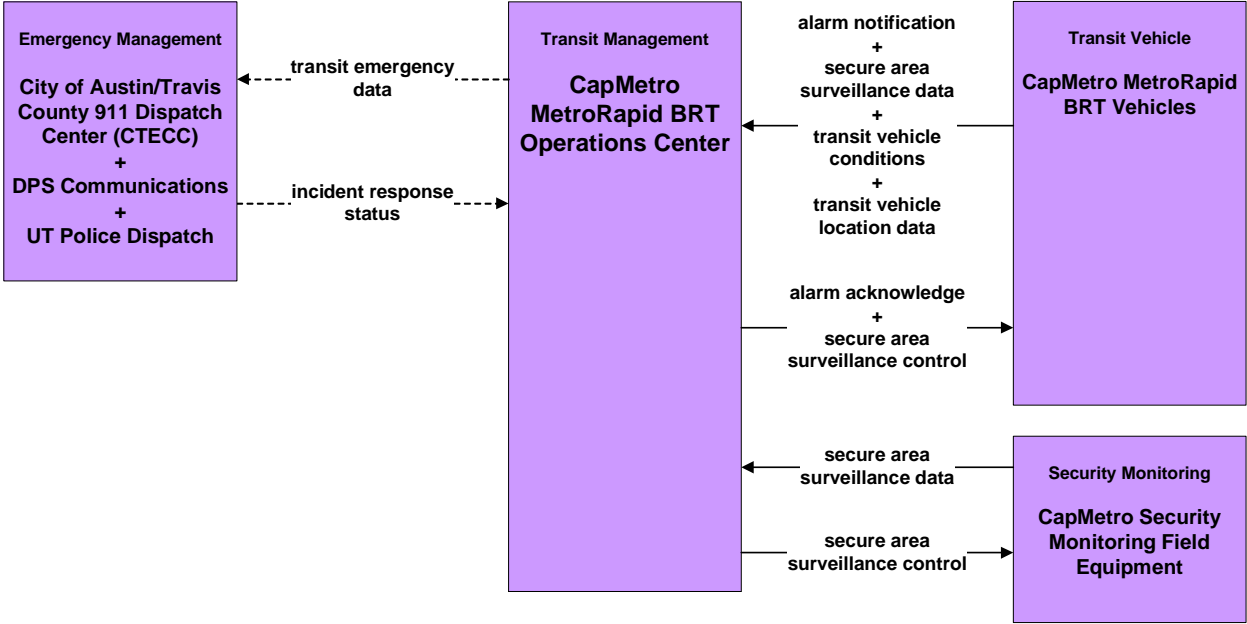 Emergency Management
City of Austin/Travis
County 911 Dispatch
Center (CTECC)
+
DPS Communications
+
UT Police Dispatch
transit emergency
data
incident response
status
Transit Management
CapMetro
MetroRapid BRT
Operations Center
alarm notification
+
secure area
surveillance data
+
transit vehicle
conditions
+
transit vehicle
location data
alarm acknowledge
+
secure area
surveillance control
secure area
surveillance data
secure area
surveillance control
Transit Vehicle
CapMetro MetroRapid
BRT Vehicles
Security Monitoring
CapMetro Security
Monitoring Field
Equipment